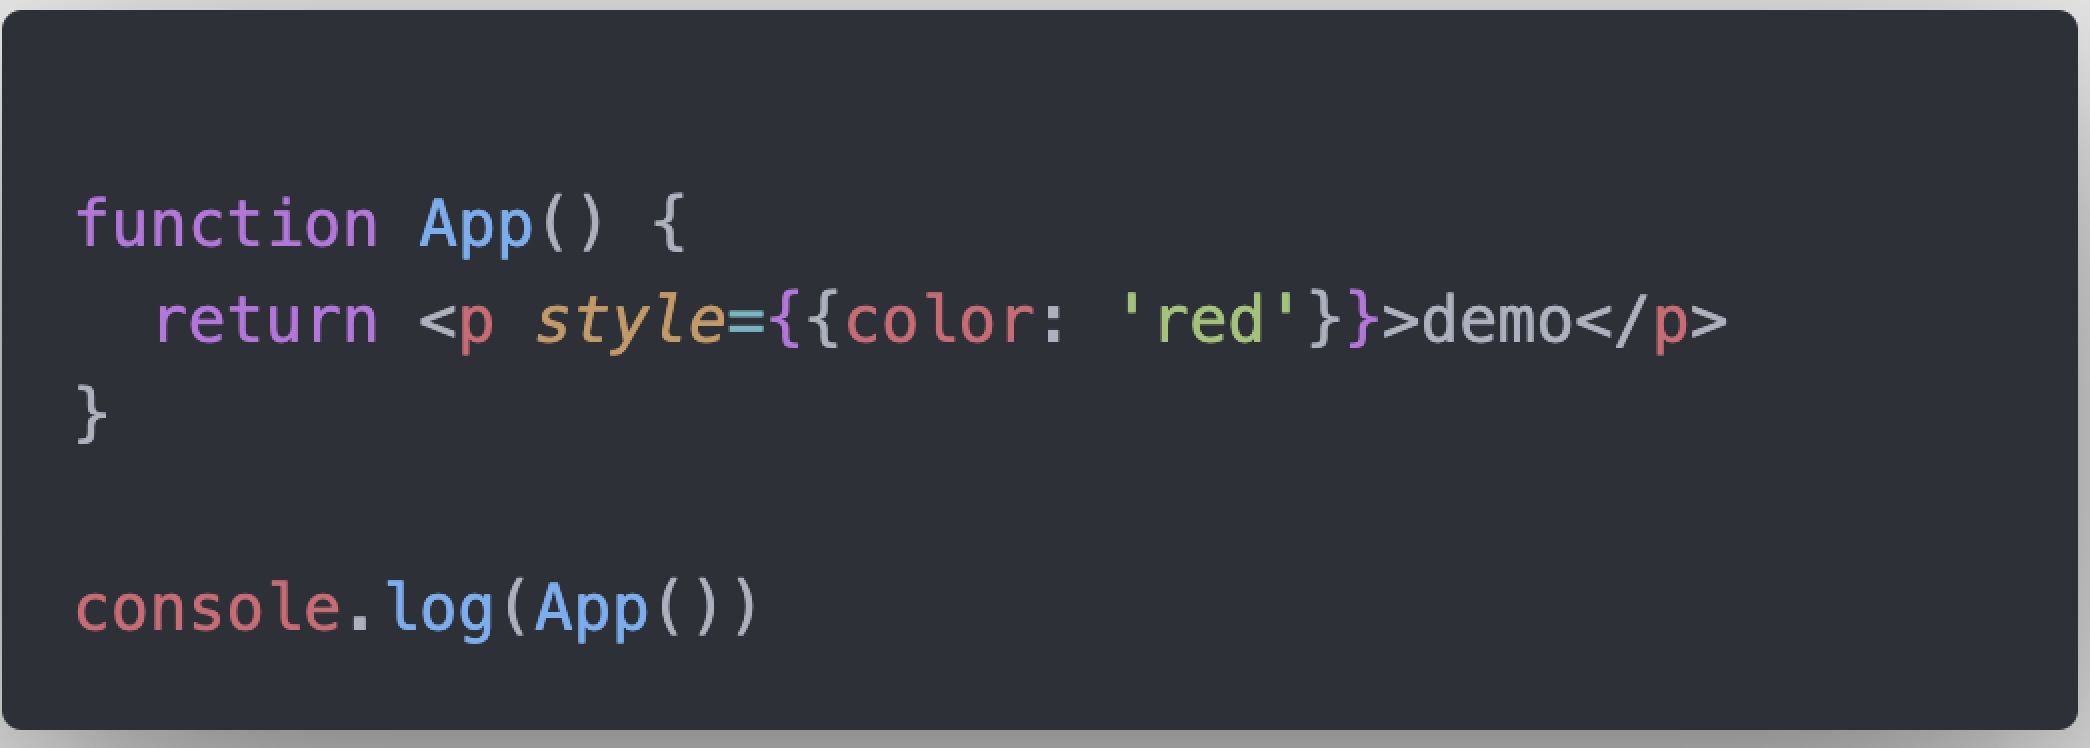 function App() {
  return <p style={{color: 'red'}}>demo</p>
}
console.log(App())